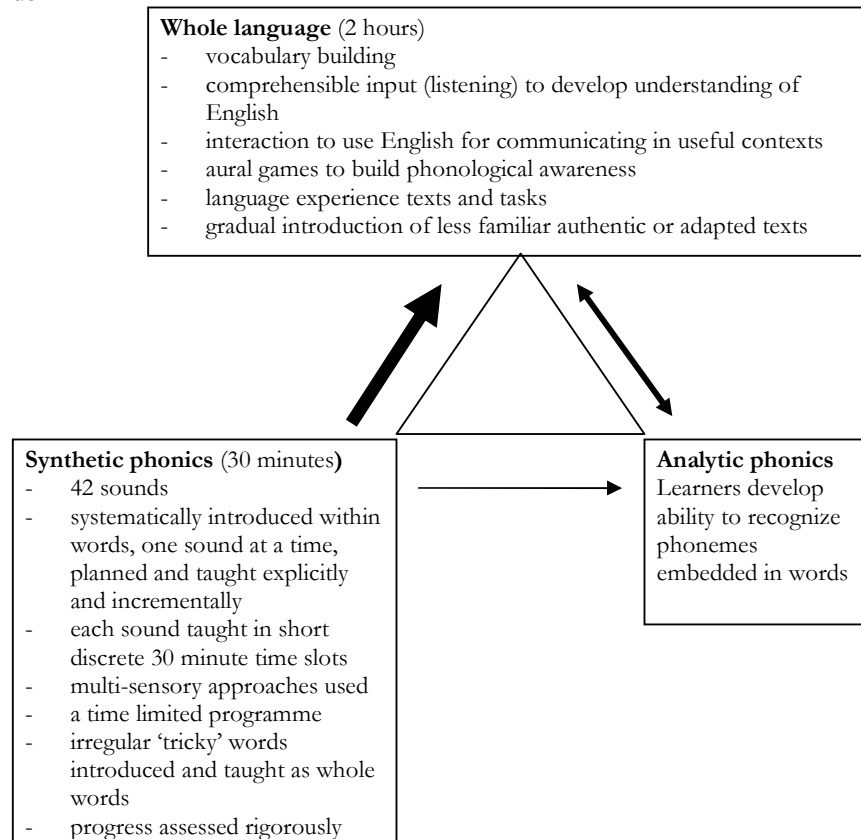 Whole language (2 hours)
- vocabulary building
- comprehensible input (listening) to develop understanding of
English
- interaction to use English for communicating in useful contexts
- aural games to build phonological awareness
- language experience texts and tasks
- gradual introduction of less familiar authentic or adapted texts
Synthetic phonics (30 minutes)
- 42 sounds
- systematically introduced within
words, one sound at a time,
planned and taught explicitly
and incrementally
- each sound taught in short
discrete 30 minute time slots
- multi-sensory approaches used
- a time limited programme
- irregular ‘tricky’ words
introduced and taught as whole
words
- progress assessed rigorously
Analytic phonics
Learners develop
ability to recognize
phonemes
embedded in words